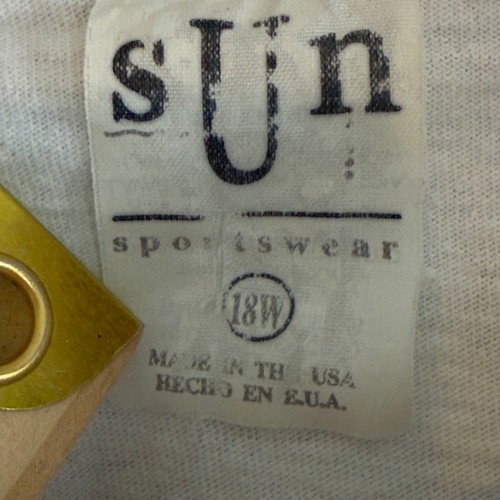 sUn
sportswear
18W
MADE IN THE USA
HECHO EN E.U.A.